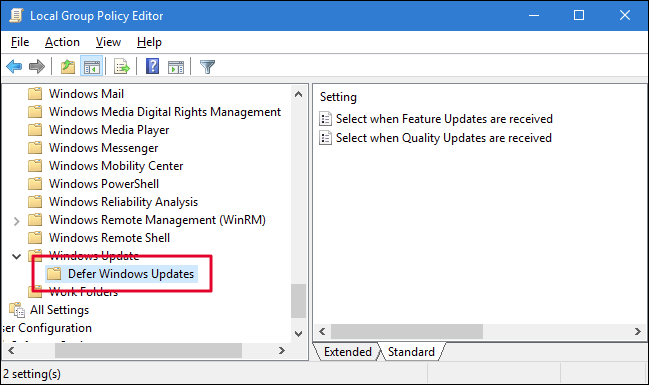 Local Group Policy Editor
File Action View Help
Windows Mail
Windows Media Digital Rights Management
Windows Media Player
Windows Messenger
Windows Mobility Center
Windows PowerShell
Windows Reliability Analysis
Windows Remote Management (WinRM)
Windows Remote Shell
Windows Update
Defer Windows Updates
Work Folders
All Settings
ser Configuration
Setting
Select when Feature Updates are received
Select when Quality Updates are received
Extended Standard
2 setting(s)